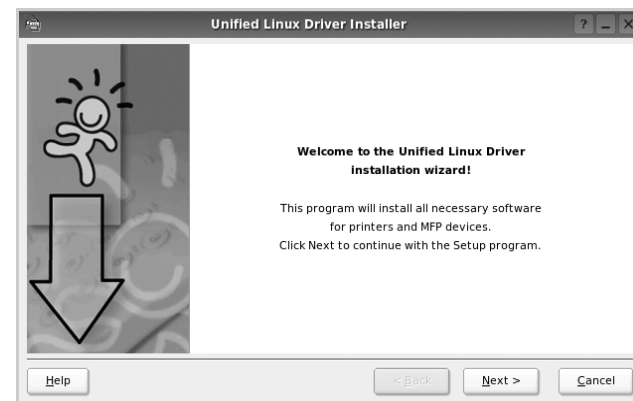 Unified Linux Driver Installer
Welcome to the Unified Linux Driver
installation wizard!
This program will install all necessary software
for printers and MFP devices.
Click Next to continue with the Setup program.
Help
< Back
Next >
Cancel